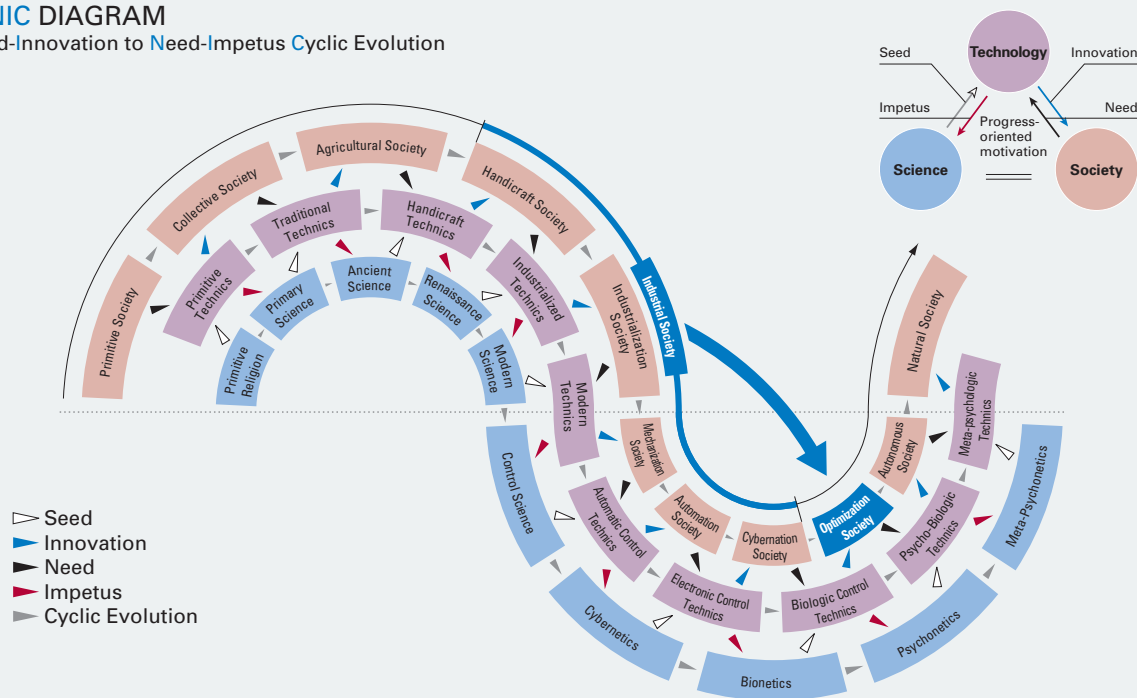 NIC DIAGRAM
d-Innovation to Need-Impetus Cyclic Evolution
Seed
Technology
Innovation
Impetus
Progress-
oriented
motivation
Need
Science
Society
Primitive Society
Collective Society
Agricultural Society
Handicraft Society
Industrialization
Society
Industrial Society
Mechanization
Society
Automation
Society
Cybernation
Society
Optimization
Society
Autonomous
Society
Natural Society
Primitive
Technics
Traditional
Technics
Handicraft
Technics
Industrialized
Technics
Modern
Technics
Automatic Control
Technics
Electronic Control
Technics
Biologic Control
Technics
Psycho-Biologic
Technics
Meta-psychologic
Technics
Primitive
Religion
Primary
Science
Ancient
Science
Renaissance
Science
Modern
Science
Control Science
Cybernetics
Bionetics
Psychonetics
Meta-Psychonetics
Seed
Innovation
Need
Impetus
Cyclic Evolution